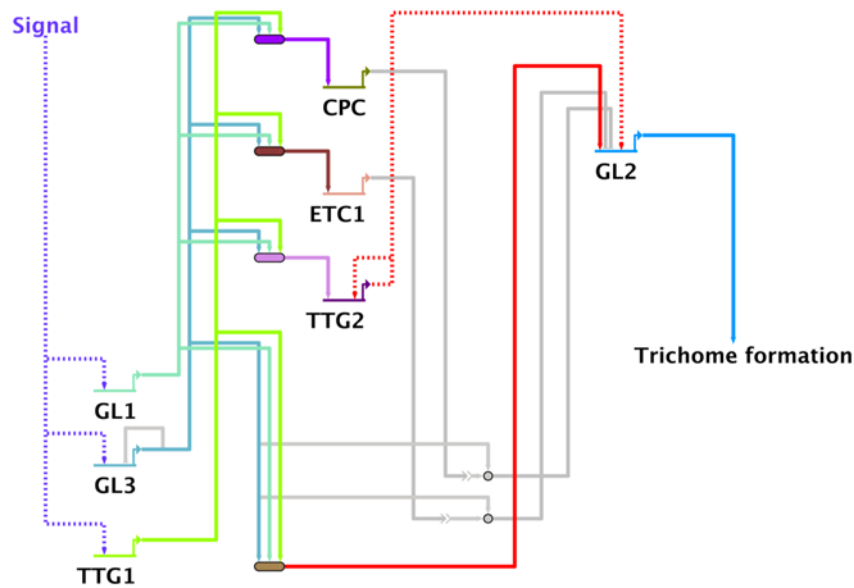 Signal
CPC
GL2
ETC1
TTG2
Trichome formation
GL1
GL3
TTG1